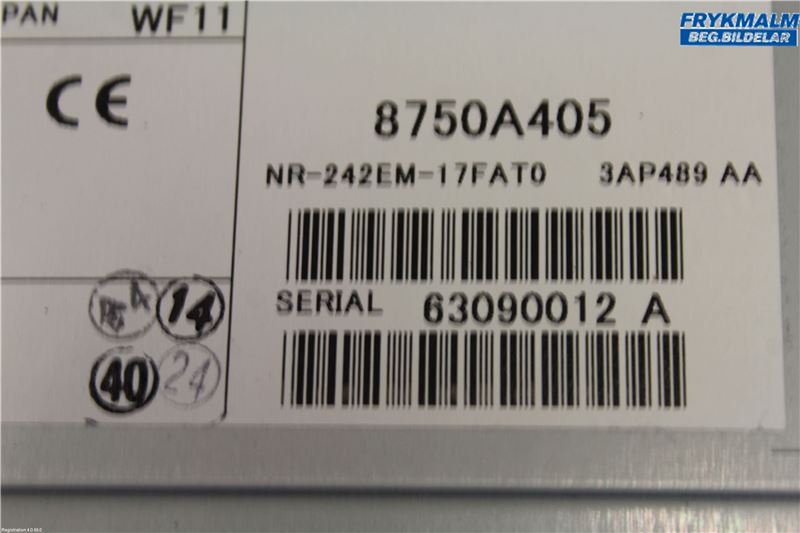 PAN WF11
FRYKMALM
BEG.BILDELAR
CE
8750A405
NR-242EM-17FAT0 3AP489 AA
SERIAL 63090012 A
14
40 24